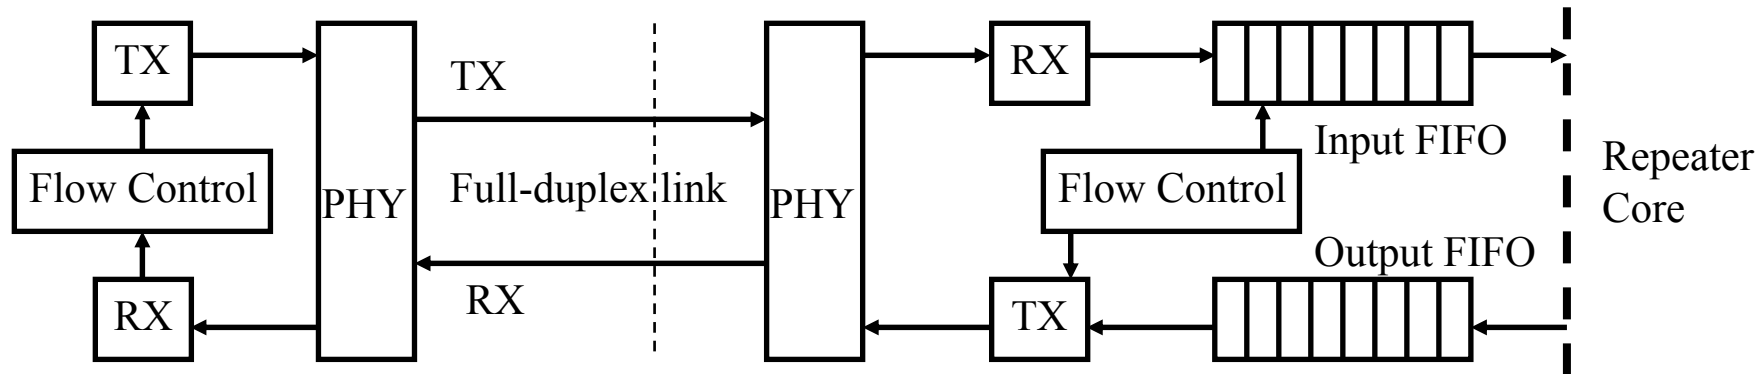 TX
Flow Control
RX
PHY
TX
Full-duplex link
RX
PHY
RX
Input FIFO
Flow Control
Output FIFO
TX
Repeater
Core